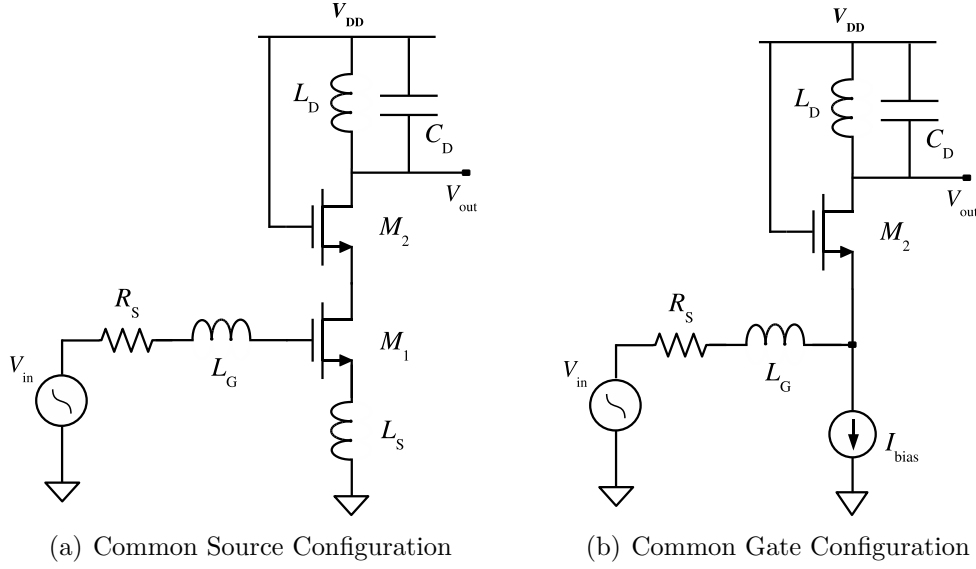 V_DD
L_D
C_D
V_out
M_2
R_S
V_in
L_G
M_1
L_S
(a) Common Source Configuration
V_DD
L_D
C_D
V_out
M_2
R_S
V_in
L_G
I_bias
(b) Common Gate Configuration